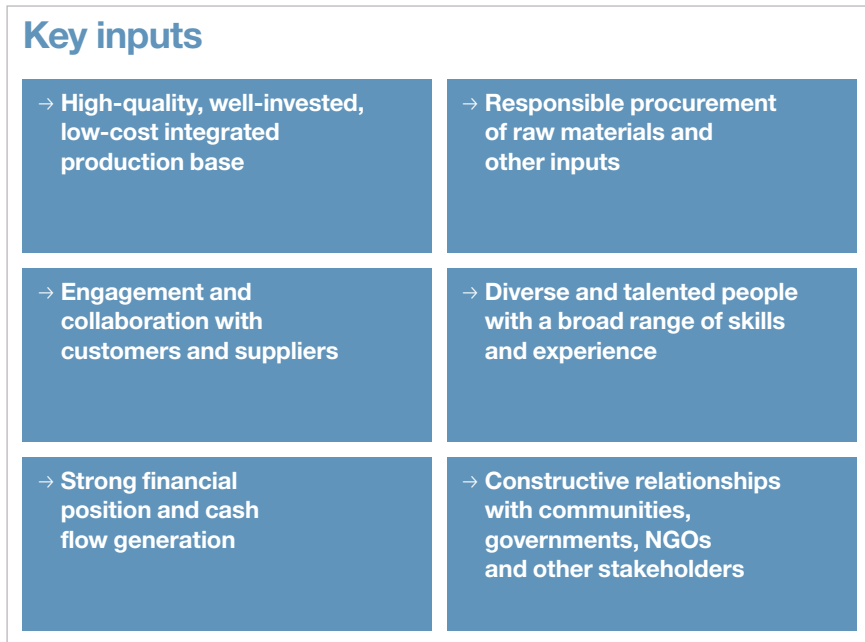 Key inputs
→ High-quality, well-invested,
low-cost integrated
production base
→ Responsible procurement
of raw materials and
other inputs
→ Engagement and
collaboration with
customers and suppliers
→ Diverse and talented people
with a broad range of skills
and experience
→ Strong financial
position and cash
flow generation
→ Constructive relationships
with communities,
governments, NGOs
and other stakeholders